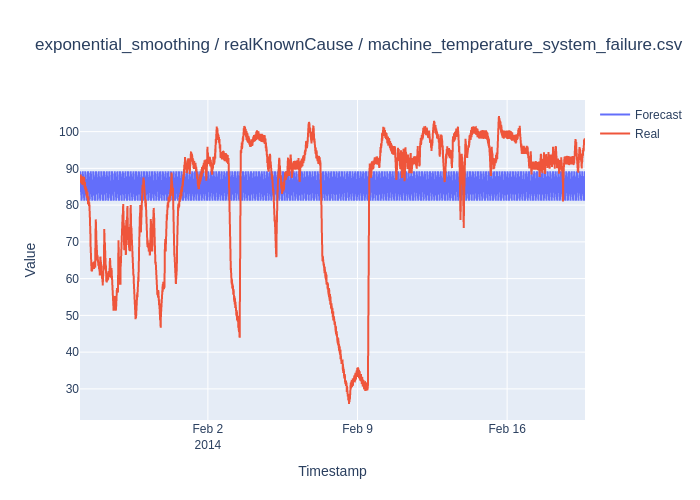 exponential_smoothing / realKnownCause / machine_temperature_system_failure.csv
Forecast
Real
100
90
80
70
60
50
40
30
Value
Feb 2
2014
Feb 9
Feb 16
Timestamp